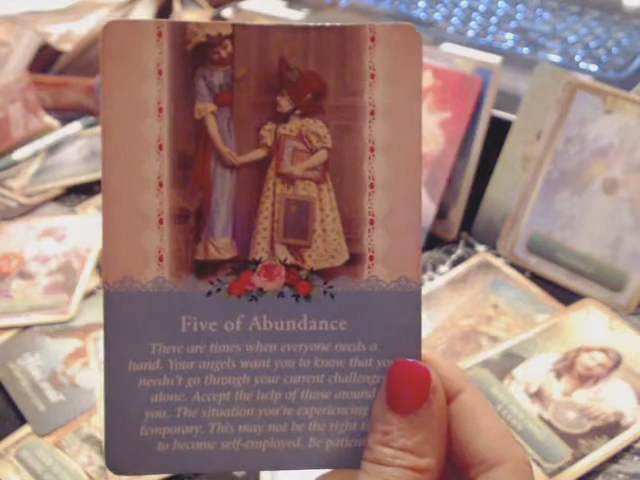 Five of Abundance
There are times when everyone needs a
hand. Your angels want you to know that you
needn't go through your current challenge
alone. Accept the help of those around
you. The situation you're experiencing
temporary. This may not be the right
to become self-employed. Be patient